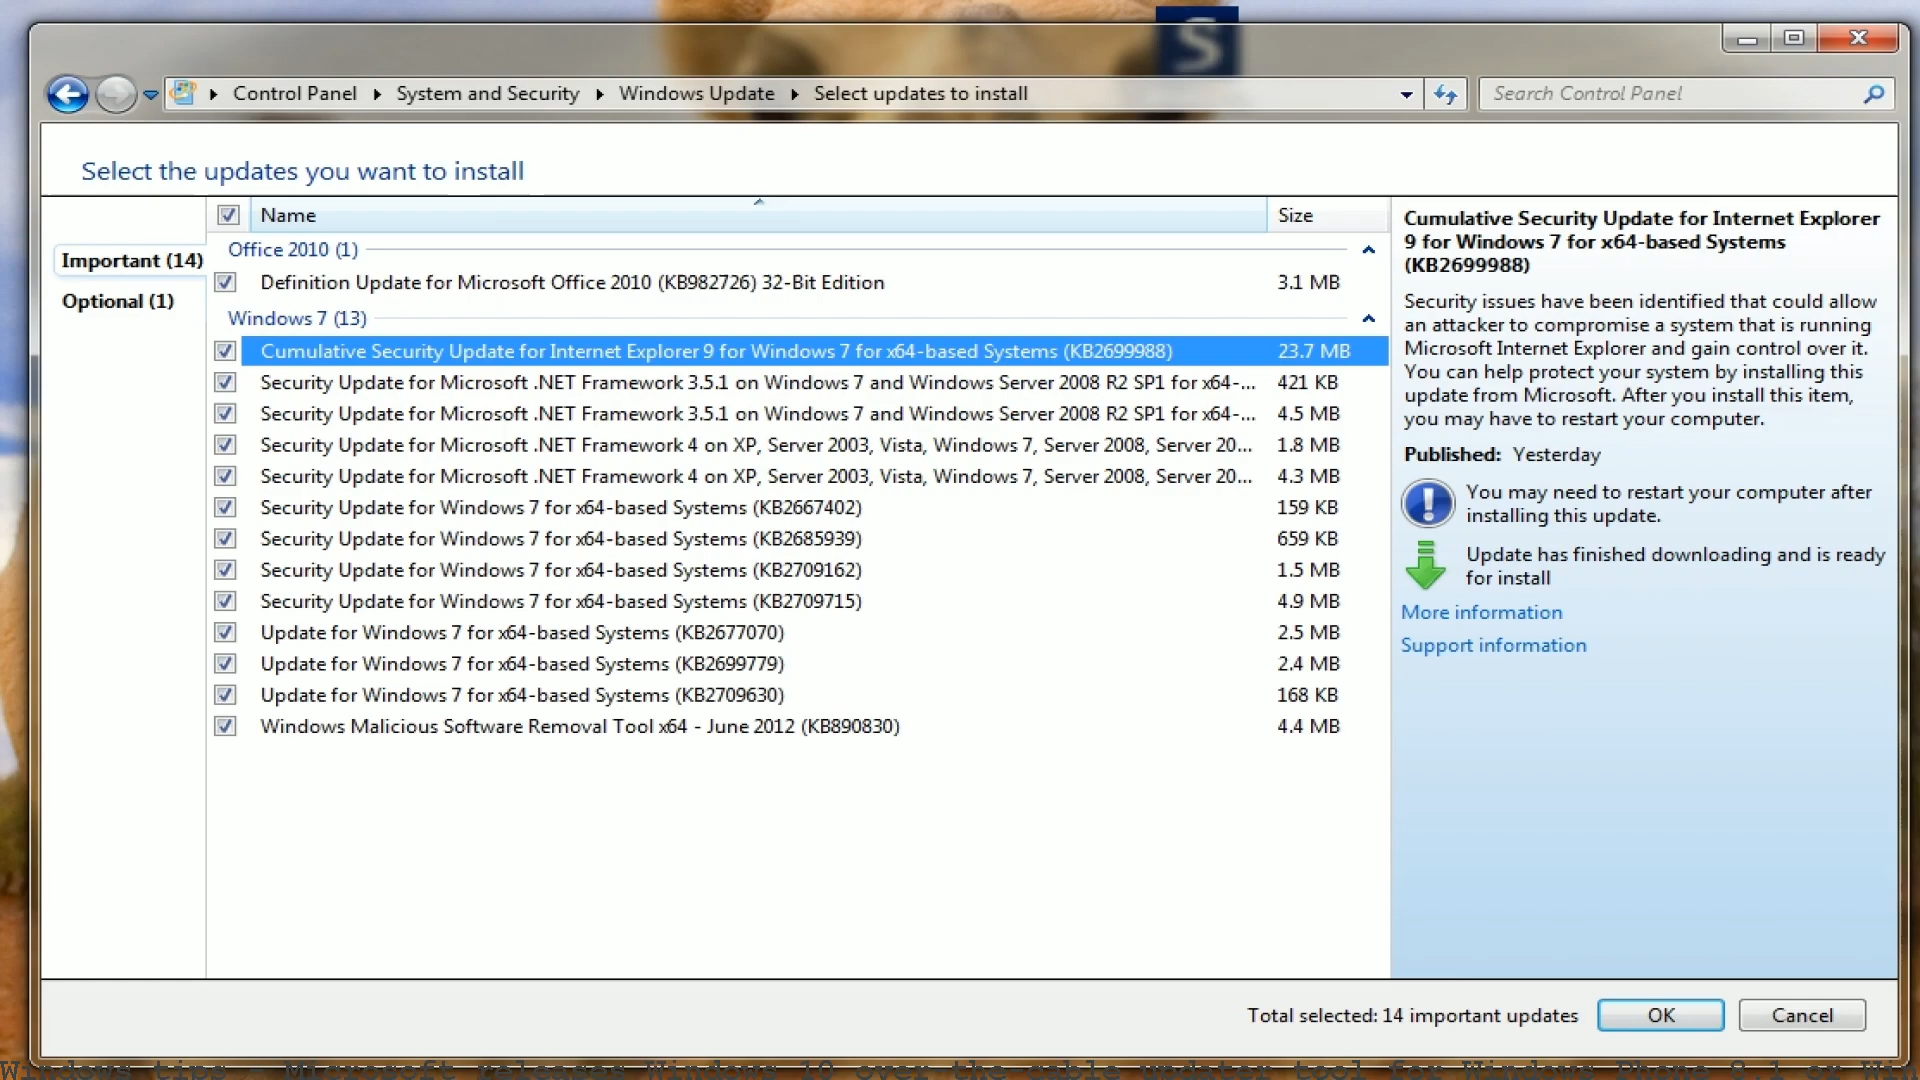 S
Control Panel
System and Security
Windows Update
Select updates to install
Search Control Panel
Select the updates you want to install
Name
Size
Important (14)
Optional (1)
Office 2010 (1)
Definition Update for Microsoft Office 2010 (KB982726) 32-Bit Edition 3.1 MB
Windows 7 (13)
Cumulative Security Update for Internet Explorer 9 for Windows 7 for x64-based Systems (KB2699988) 23.7 MB
Security Update for Microsoft .NET Framework 3.5.1 on Windows 7 and Windows Server 2008 R2 SP1 for x64-... 421 KB
Security Update for Microsoft .NET Framework 3.5.1 on Windows 7 and Windows Server 2008 R2 SP1 for x64-... 4.5 MB
Security Update for Microsoft .NET Framework 4 on XP, Server 2003, Vista, Windows 7, Server 2008, Server 20... 1.8 MB
Security Update for Microsoft .NET Framework 4 on XP, Server 2003, Vista, Windows 7, Server 2008, Server 20... 4.3 MB
Security Update for Windows 7 for x64-based Systems (KB2667402) 159 KB
Security Update for Windows 7 for x64-based Systems (KB2685939) 659 KB
Security Update for Windows 7 for x64-based Systems (KB2709162) 1.5 MB
Security Update for Windows 7 for x64-based Systems (KB2709715) 4.9 MB
Update for Windows 7 for x64-based Systems (KB2677070) 2.5 MB
Update for Windows 7 for x64-based Systems (KB2699779) 2.4 MB
Update for Windows 7 for x64-based Systems (KB2709630) 168 KB
Windows Malicious Software Removal Tool x64 - June 2012 (KB890830) 4.4 MB
Cumulative Security Update for Internet Explorer
9 for Windows 7 for x64-based Systems
(KB2699988)
Security issues have been identified that could allow
an attacker to compromise a system that is running
Microsoft Internet Explorer and gain control over it.
You can help protect your system by installing this
update from Microsoft. After you install this item,
you may have to restart your computer.
Published: Yesterday
You may need to restart your computer after
installing this update.
Update has finished downloading and is ready
for install
More information
Support information
Total selected: 14 important updates
OK
Cancel
Windows tips - Microsoft releases Windows 10 over-the-cable updater tool for Windows Phone 8.1 or Win